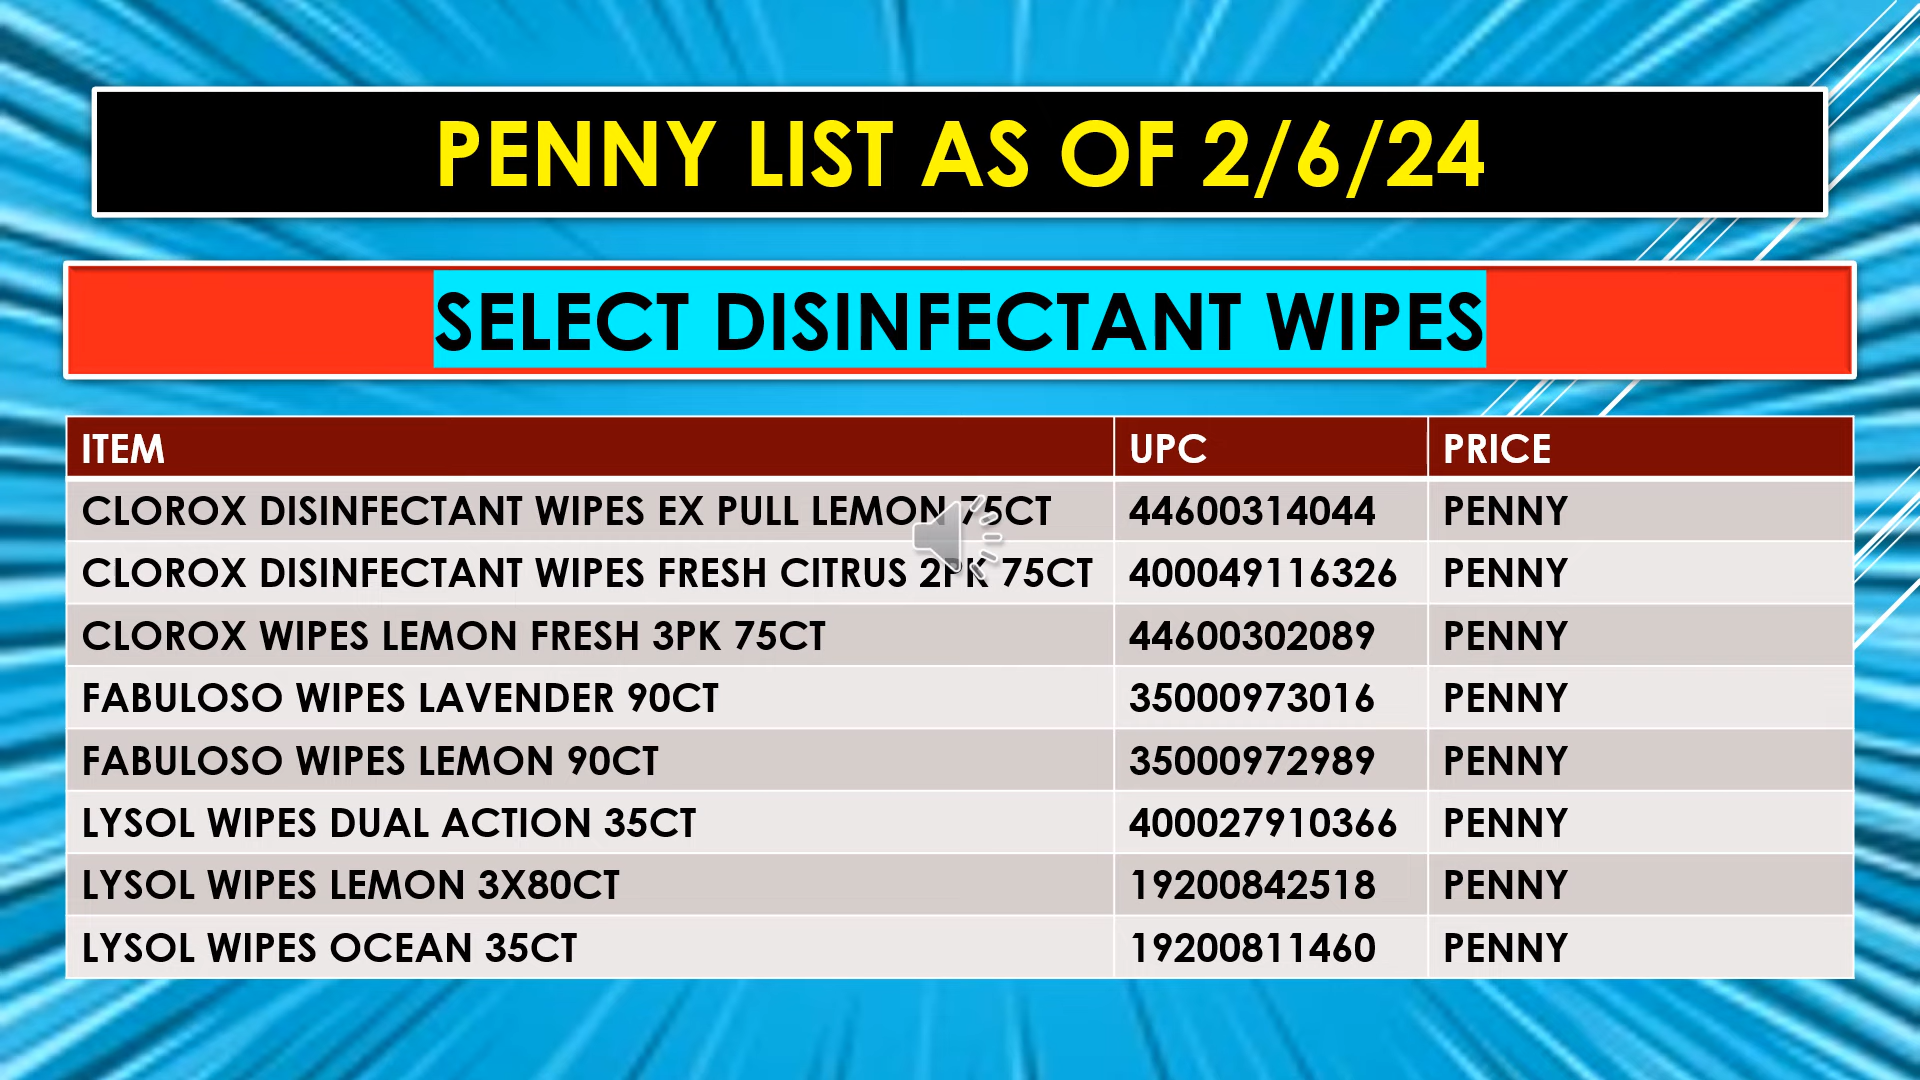 PENNY LIST AS OF 2/6/24
SELECT DISINFECTANT WIPES
ITEM UPC PRICE
CLOROX DISINFECTANT WIPES EX PULL LEMON 75CT 44600314044 PENNY
CLOROX DISINFECTANT WIPES FRESH CITRUS 2PK 75CT 400049116326 PENNY
CLOROX WIPES LEMON FRESH 3PK 75CT 44600302089 PENNY
FABULOSO WIPES LAVENDER 90CT 35000973016 PENNY
FABULOSO WIPES LEMON 90CT 35000972989 PENNY
LYSOL WIPES DUAL ACTION 35CT 400027910366 PENNY
LYSOL WIPES LEMON 3X80CT 19200842518 PENNY
LYSOL WIPES OCEAN 35CT 19200811460 PENNY